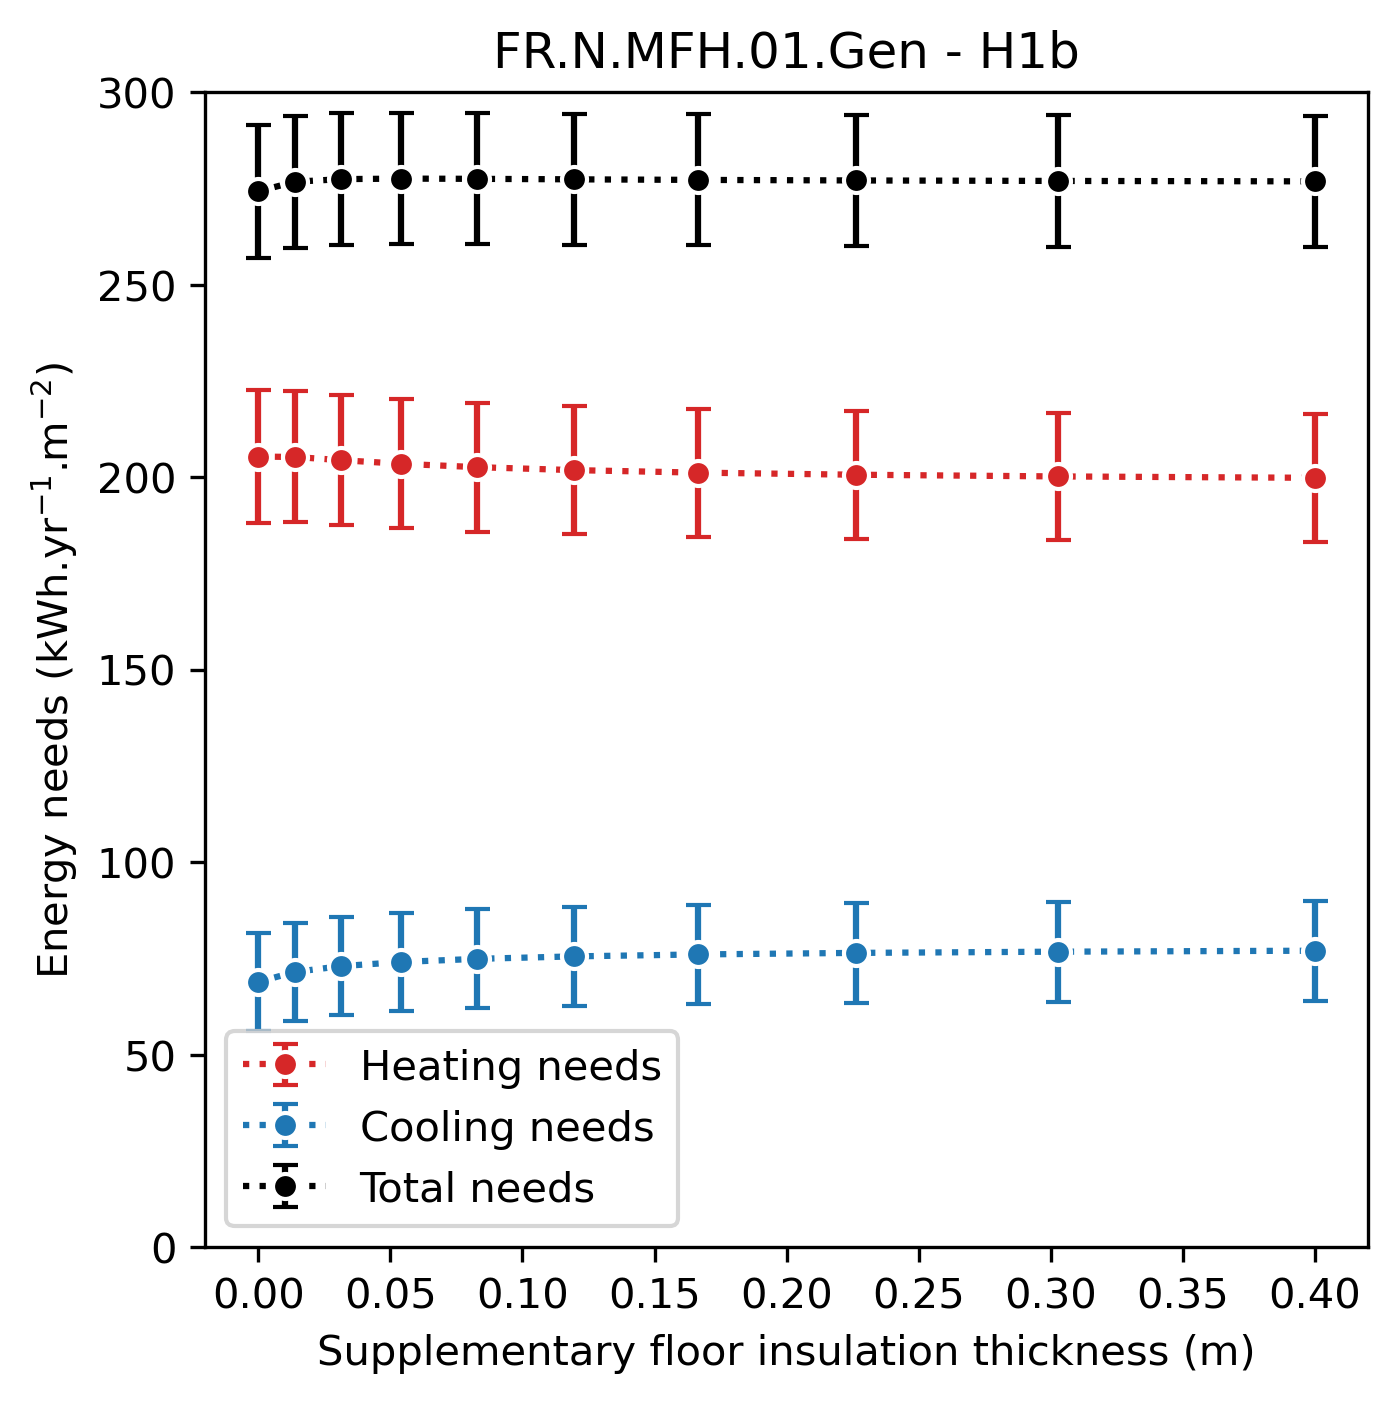 FR.N.MFH.01.Gen - H1b
300
250
200
150
100
50
0
Energy needs (kWh.yr⁻¹.m⁻²)
Heating needs
Cooling needs
Total needs
0.00 0.05 0.10 0.15 0.20 0.25 0.30 0.35 0.40
Supplementary floor insulation thickness (m)